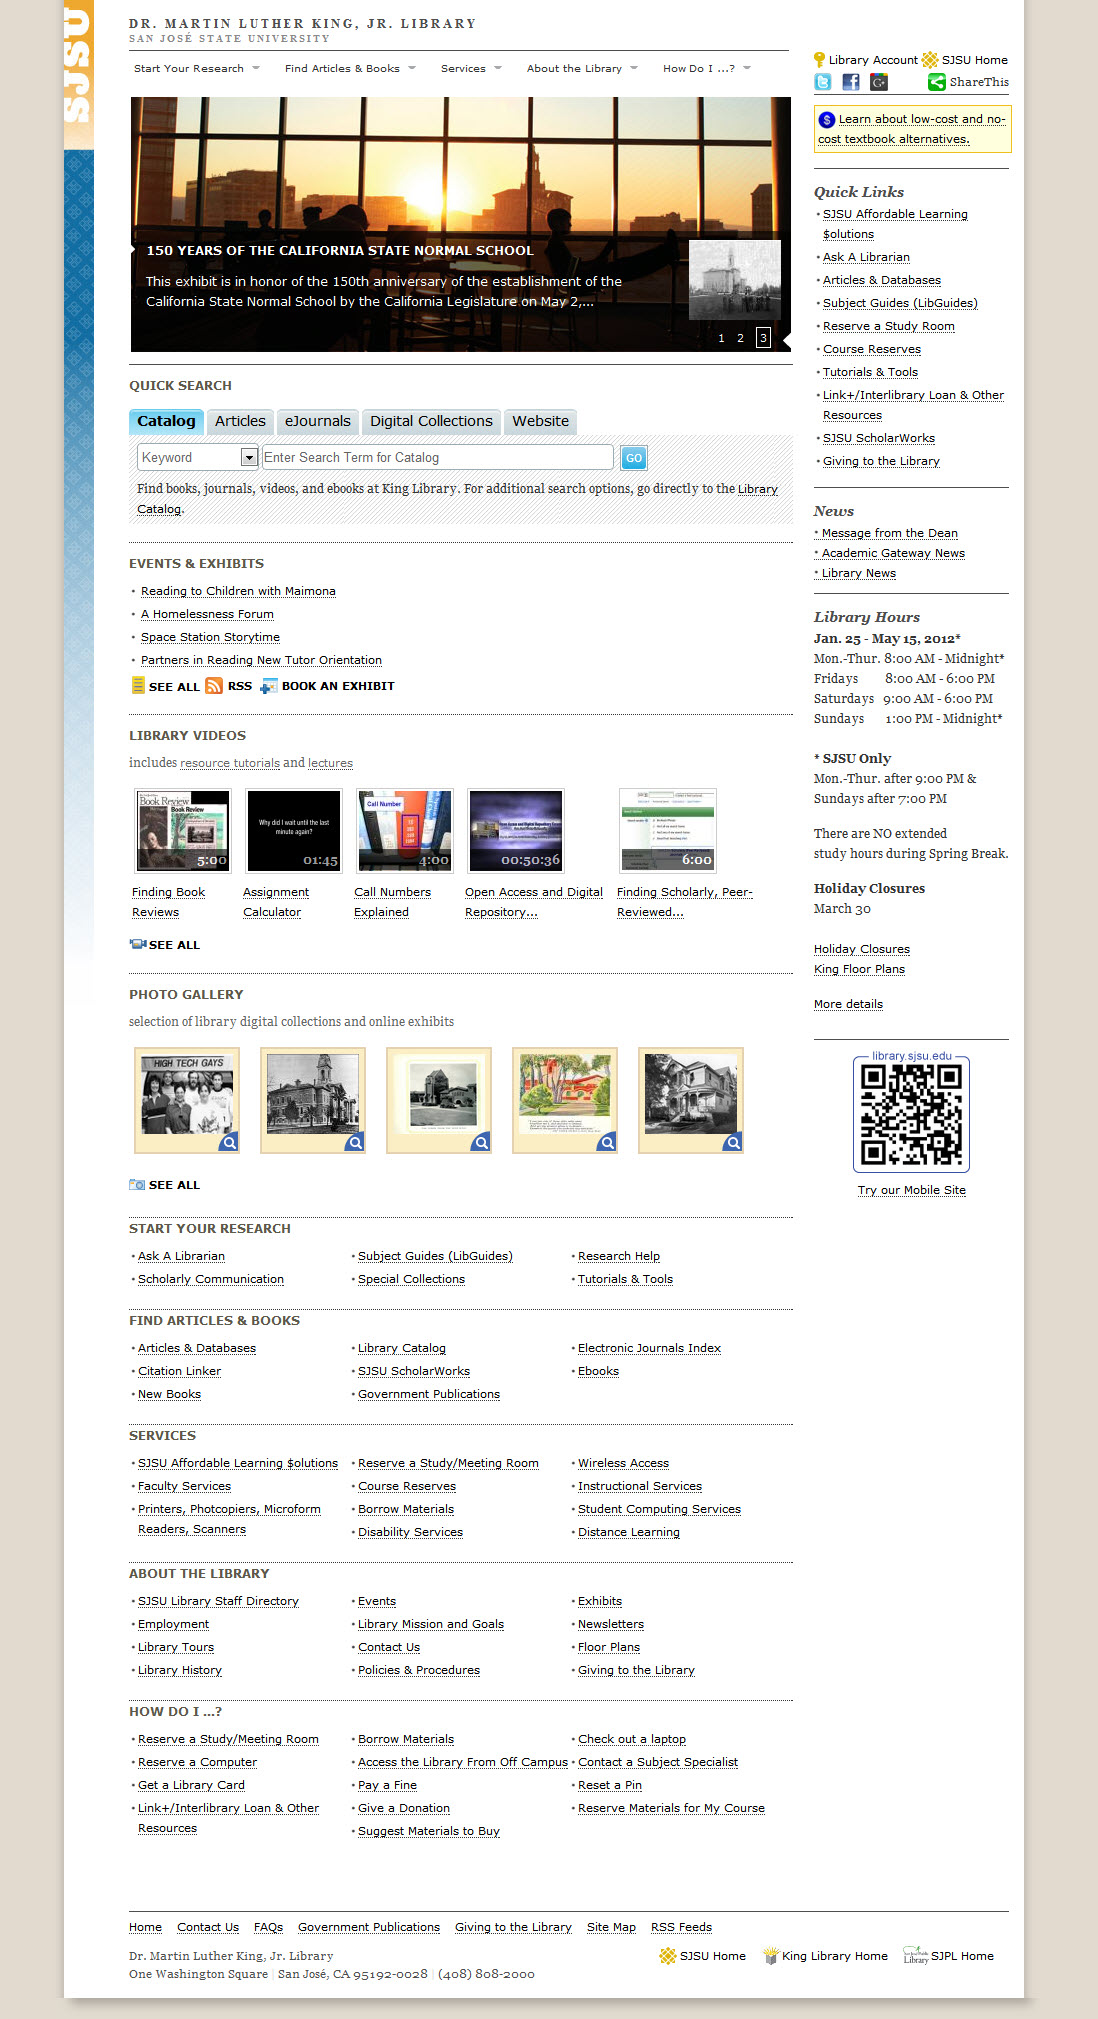 SJSU
DR. MARTIN LUTHER KING, JR. LIBRARY
SAN JOSÉ STATE UNIVERSITY
Start Your Research
Find Articles & Books
Services
About the Library
How Do I ...?
Library Account
SJSU Home
ShareThis
$ Learn about low-cost and no-
cost textbook alternatives.
150 YEARS OF THE CALIFORNIA STATE NORMAL SCHOOL
This exhibit is in honor of the 150th anniversary of the establishment of the
California State Normal School by the California Legislature on May 2,...
1 2 3
QUICK SEARCH
Catalog
Articles
eJournals
Digital Collections
Website
Keyword
Enter Search Term for Catalog
GO
Find books, journals, videos, and ebooks at King Library. For additional search options, go directly to the Library
Catalog.
EVENTS & EXHIBITS
• Reading to Children with Maimona
• A Homelessness Forum
• Space Station Storytime
• Partners in Reading New Tutor Orientation
SEE ALL
RSS
BOOK AN EXHIBIT
LIBRARY VIDEOS
includes resource tutorials and lectures
Book Review
Book Review
5:00
Why did I wait until the last
minute again?
01:45
Call Number
4:00
00:50:36
6:00
Finding Book
Reviews
Assignment
Calculator
Call Numbers
Explained
Open Access and Digital
Repository...
Finding Scholarly, Peer-
Reviewed...
SEE ALL
PHOTO GALLERY
selection of library digital collections and online exhibits
HIGH TECH GAYS
SEE ALL
START YOUR RESEARCH
• Ask A Librarian
• Subject Guides (LibGuides)
• Research Help
• Scholarly Communication
• Special Collections
• Tutorials & Tools
FIND ARTICLES & BOOKS
• Articles & Databases
• Library Catalog
• Electronic Journals Index
• Citation Linker
• SJSU ScholarWorks
• Ebooks
• New Books
• Government Publications
SERVICES
• SJSU Affordable Learning $olutions
• Reserve a Study/Meeting Room
• Wireless Access
• Faculty Services
• Course Reserves
• Instructional Services
• Printers, Photcopiers, Microform
Readers, Scanners
• Borrow Materials
• Student Computing Services
• Disability Services
• Distance Learning
ABOUT THE LIBRARY
• SJSU Library Staff Directory
• Events
• Exhibits
• Employment
• Library Mission and Goals
• Newsletters
• Library Tours
• Contact Us
• Floor Plans
• Library History
• Policies & Procedures
• Giving to the Library
HOW DO I ...?
• Reserve a Study/Meeting Room
• Borrow Materials
• Check out a laptop
• Reserve a Computer
• Access the Library From Off Campus
• Contact a Subject Specialist
• Get a Library Card
• Pay a Fine
• Reset a Pin
• Link+/Interlibrary Loan & Other
Resources
• Give a Donation
• Reserve Materials for My Course
• Suggest Materials to Buy
Quick Links
• SJSU Affordable Learning
$olutions
• Ask A Librarian
• Articles & Databases
• Subject Guides (LibGuides)
• Reserve a Study Room
• Course Reserves
• Tutorials & Tools
• Link+/Interlibrary Loan & Other
Resources
• SJSU ScholarWorks
• Giving to the Library
News
• Message from the Dean
• Academic Gateway News
• Library News
Library Hours
Jan. 25 - May 15, 2012*
Mon.-Thur. 8:00 AM - Midnight*
Fridays 8:00 AM - 6:00 PM
Saturdays 9:00 AM - 6:00 PM
Sundays 1:00 PM - Midnight*
* SJSU Only
Mon.-Thur. after 9:00 PM &
Sundays after 7:00 PM
There are NO extended
study hours during Spring Break.
Holiday Closures
March 30
Holiday Closures
King Floor Plans
More details
library.sjsu.edu
Try our Mobile Site
Home
Contact Us
FAQs
Government Publications
Giving to the Library
Site Map
RSS Feeds
Dr. Martin Luther King, Jr. Library
One Washington Square | San José, CA 95192-0028 | (408) 808-2000
SJSU Home
King Library Home
Library
SJPL Home